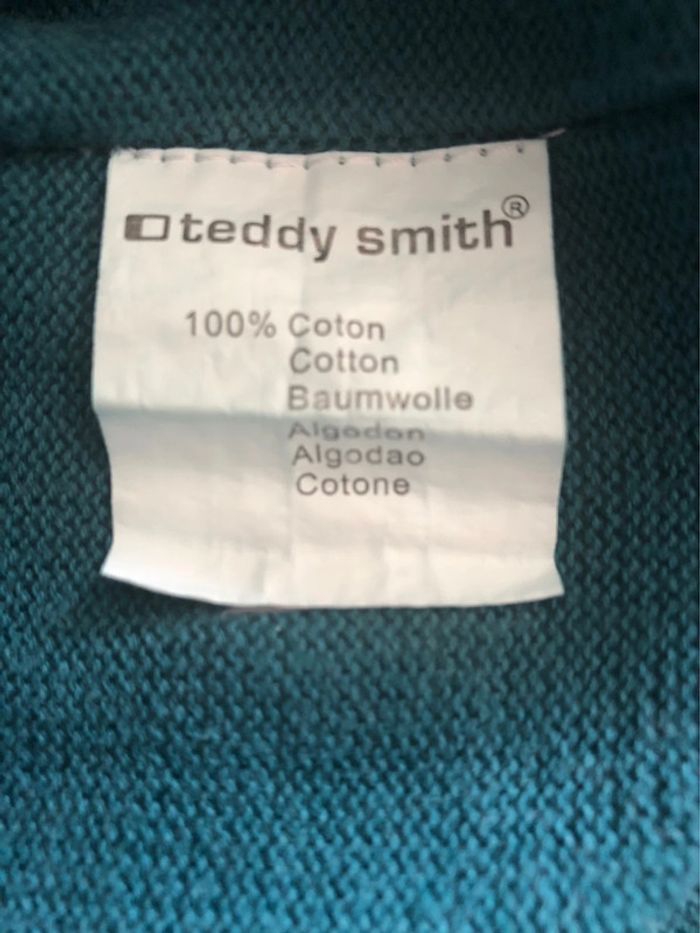 teddy smith®
100% Coton
Cotton
Baumwolle
Algodon
Algodao
Cotone